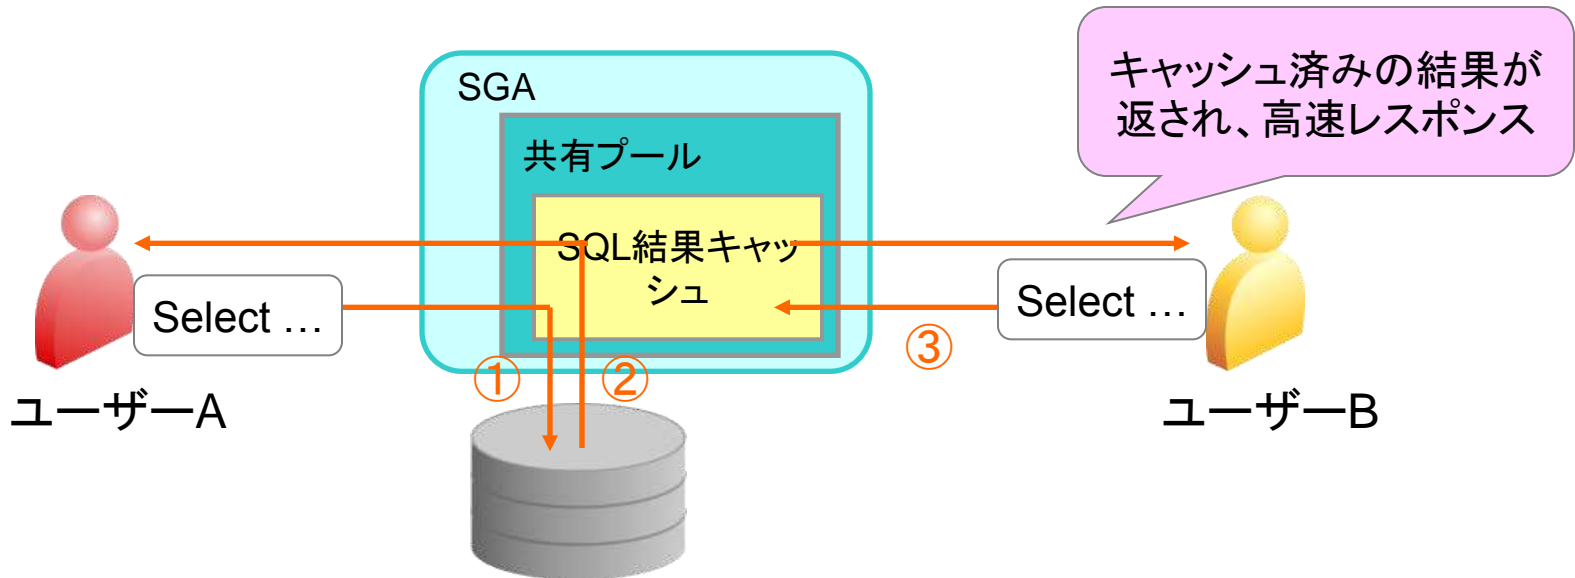 キャッシュ済みの結果が
返され、高速レスポンス
SGA
共有プール
SQL結果キャッ
シュ
Select …
Select …
①
②
③
ユーザーA
ユーザーB